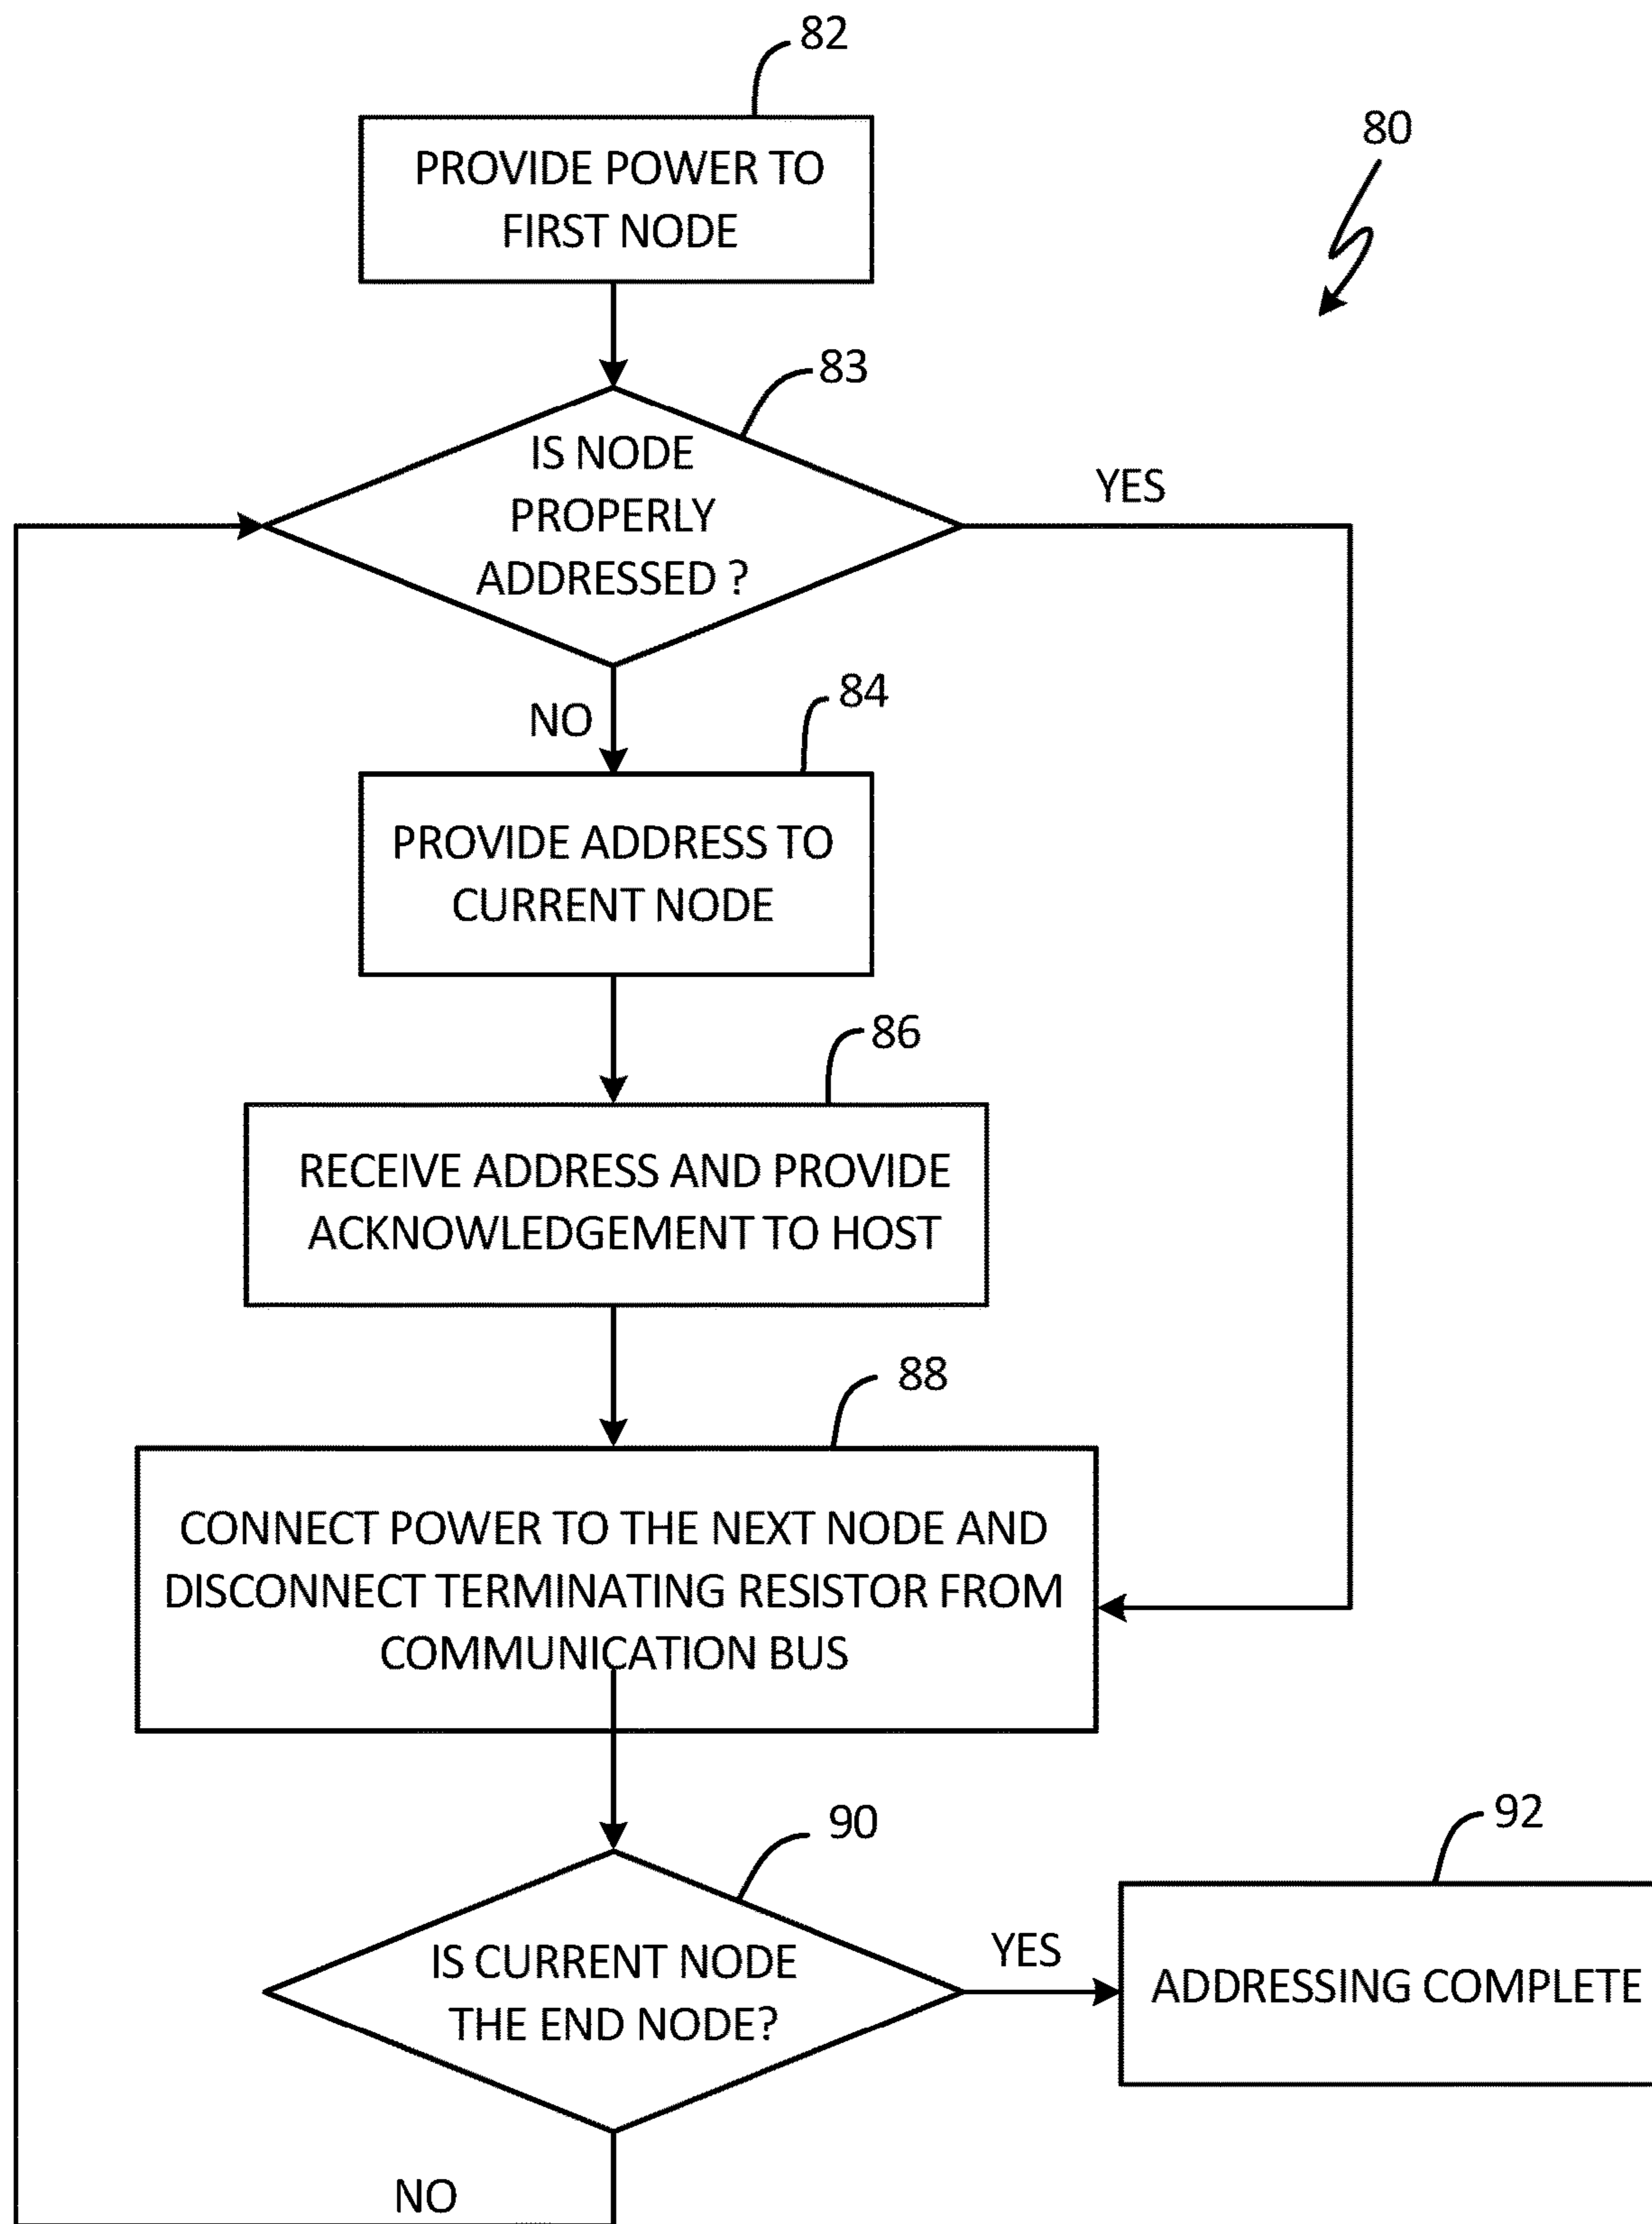 82
80
PROVIDE POWER TO
FIRST NODE
83
IS NODE
PROPERLY
ADDRESSED ?
YES
NO
84
PROVIDE ADDRESS TO
CURRENT NODE
86
RECEIVE ADDRESS AND PROVIDE
ACKNOWLEDGEMENT TO HOST
88
CONNECT POWER TO THE NEXT NODE AND
DISCONNECT TERMINATING RESISTOR FROM
COMMUNICATION BUS
90
92
IS CURRENT NODE
THE END NODE?
YES
ADDRESSING COMPLETE
NO